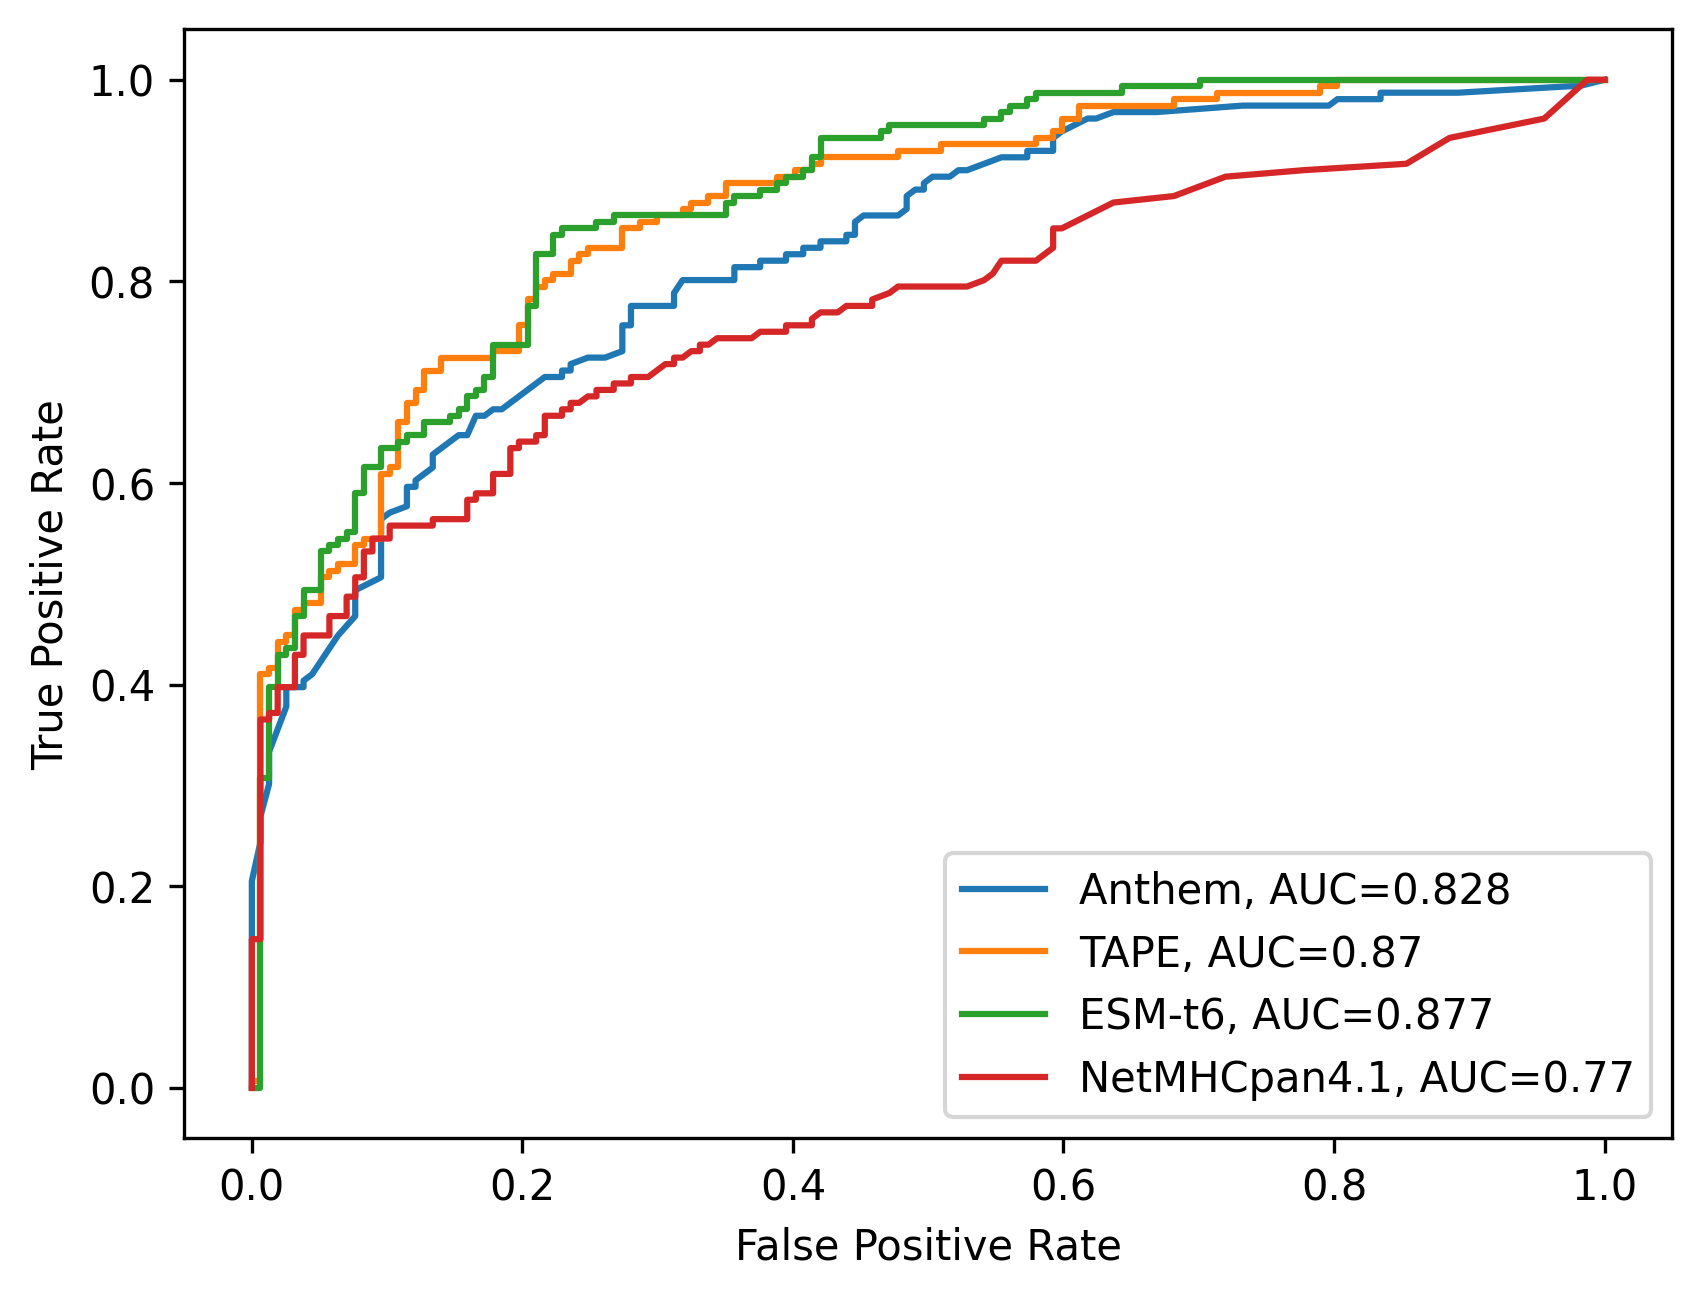 1.0
0.8
0.6
0.4
0.2
0.0
True Positive Rate
Anthem, AUC=0.828
TAPE, AUC=0.87
ESM-t6, AUC=0.877
NetMHCpan4.1, AUC=0.77
0.0 0.2 0.4 0.6 0.8 1.0
False Positive Rate